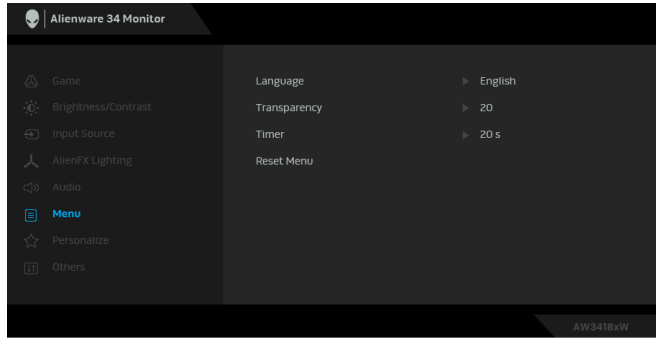 Alienware 34 Monitor
Game
Language English
Brightness/Contrast
Transparency 20
Input Source
Timer 20 s
AlienFX Lighting
Reset Menu
Audio
Menu
Personalize
Others
AW3418xW